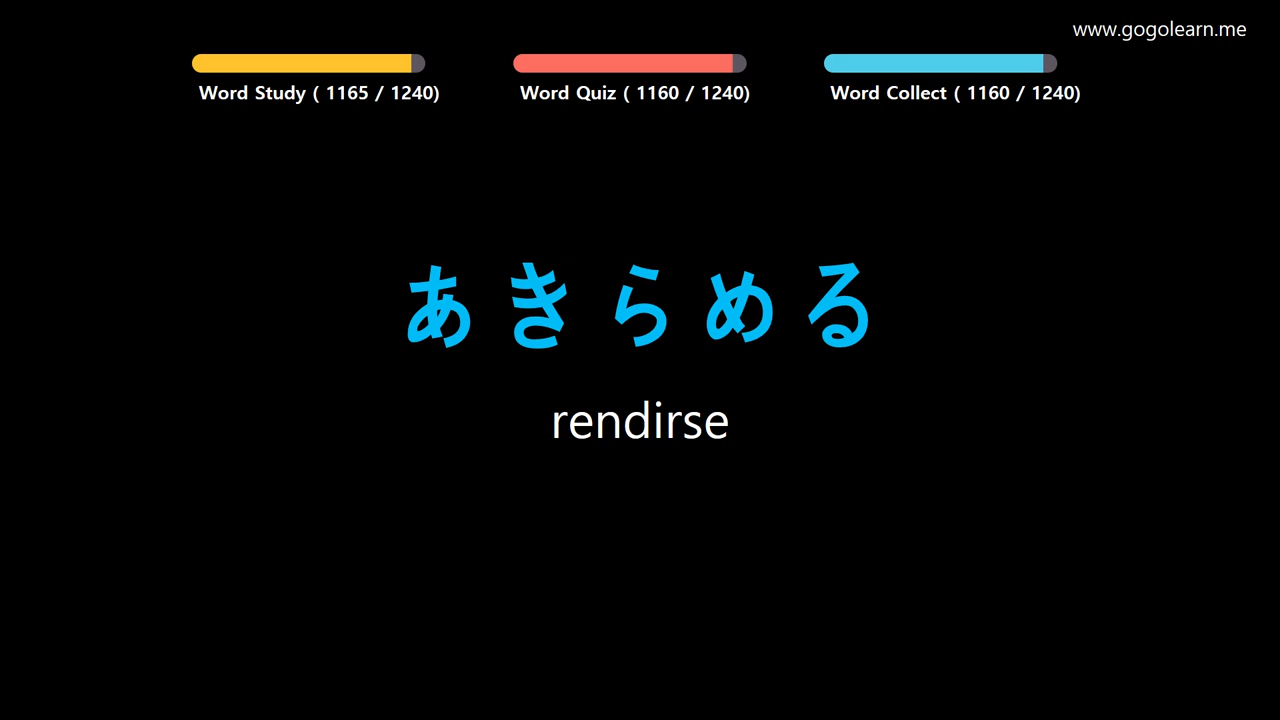 www.gogolearn.me
Word Study ( 1165 / 1240)
Word Quiz ( 1160 / 1240)
Word Collect ( 1160 / 1240)
あきらめる
rendirse